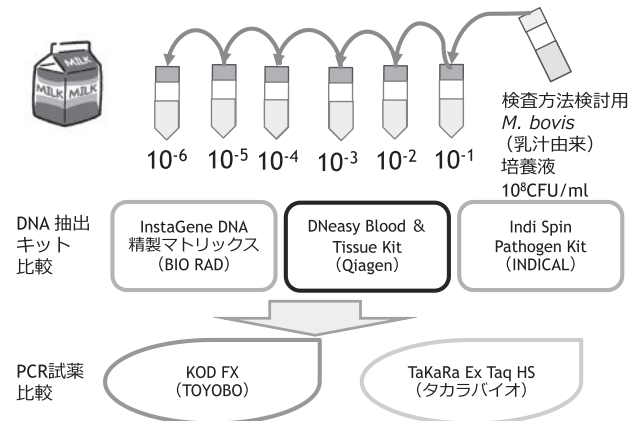 MILK
MILK MILK
検査方法検討用
M. bovis
（乳汁由来）
培養液
10⁸CFU/ml
10⁻⁶ 10⁻⁵ 10⁻⁴ 10⁻³ 10⁻² 10⁻¹
DNA 抽出
キット
比較
InstaGene DNA
精製マトリックス
（BIO RAD）
DNeasy Blood ＆
Tissue Kit
（Qiagen）
Indi Spin
Pathogen Kit
（INDICAL）
PCR試薬
比較
KOD FX
（TOYOBO）
TaKaRa Ex Taq HS
（タカラバイオ）